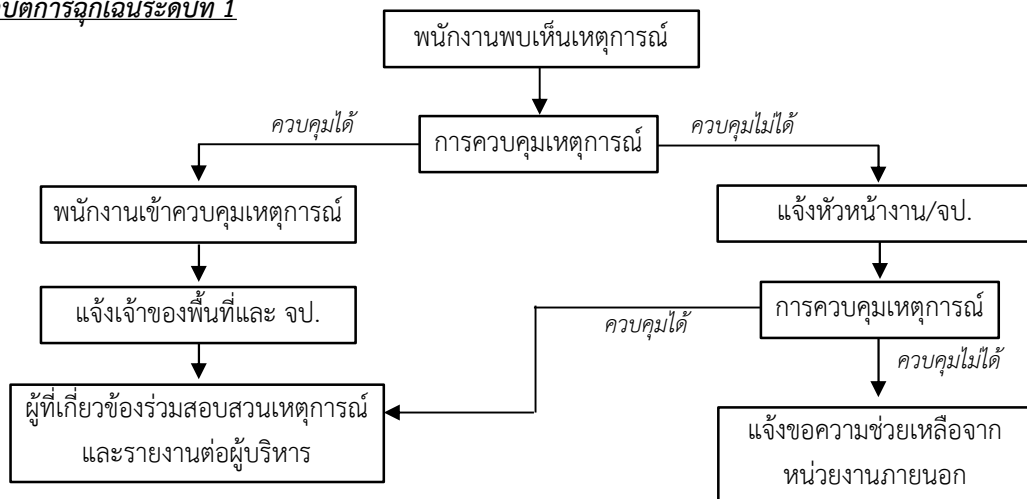 การฉุกเฉินระดับที่ 1
พนักงานพบเห็นเหตุการณ์
ควบคุมได้
การควบคุมเหตุการณ์
ควบคุมไม่ได้
พนักงานเข้าควบคุมเหตุการณ์
แจ้งหัวหน้างาน/จป.
แจ้งเจ้าของพื้นที่และ จป.
การควบคุมเหตุการณ์
ควบคุมได้
ควบคุมไม่ได้
ผู้ที่เกี่ยวข้องร่วมสอบสวนเหตุการณ์
และรายงานต่อผู้บริหาร
แจ้งขอความช่วยเหลือจาก
หน่วยงานภายนอก